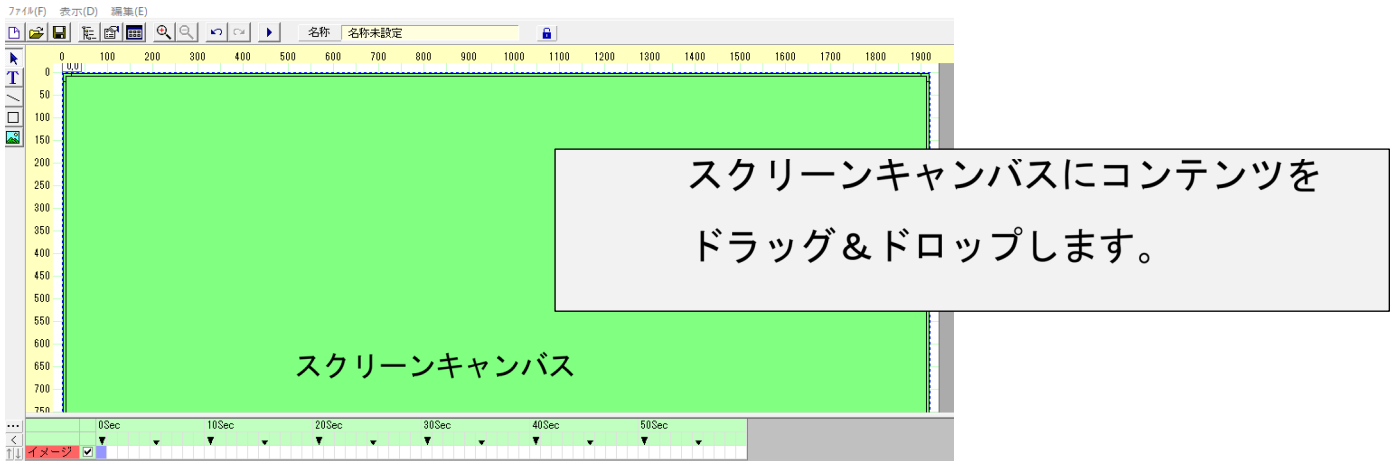 ファイル(F) 表示(D) 編集(E)
名称 名称未設定
0 100 200 300 400 500 600 700 800 900 1000 1100 1200 1300 1400 1500 1600 1700 1800 1900
0,0
T
0
50
100
150
200
250
300
350
400
450
500
550
600
650
700
750
スクリーンキャンバスにコンテンツを
ドラッグ＆ドロップします。
スクリーンキャンバス
0Sec 10Sec 20Sec 30Sec 40Sec 50Sec
イメージ